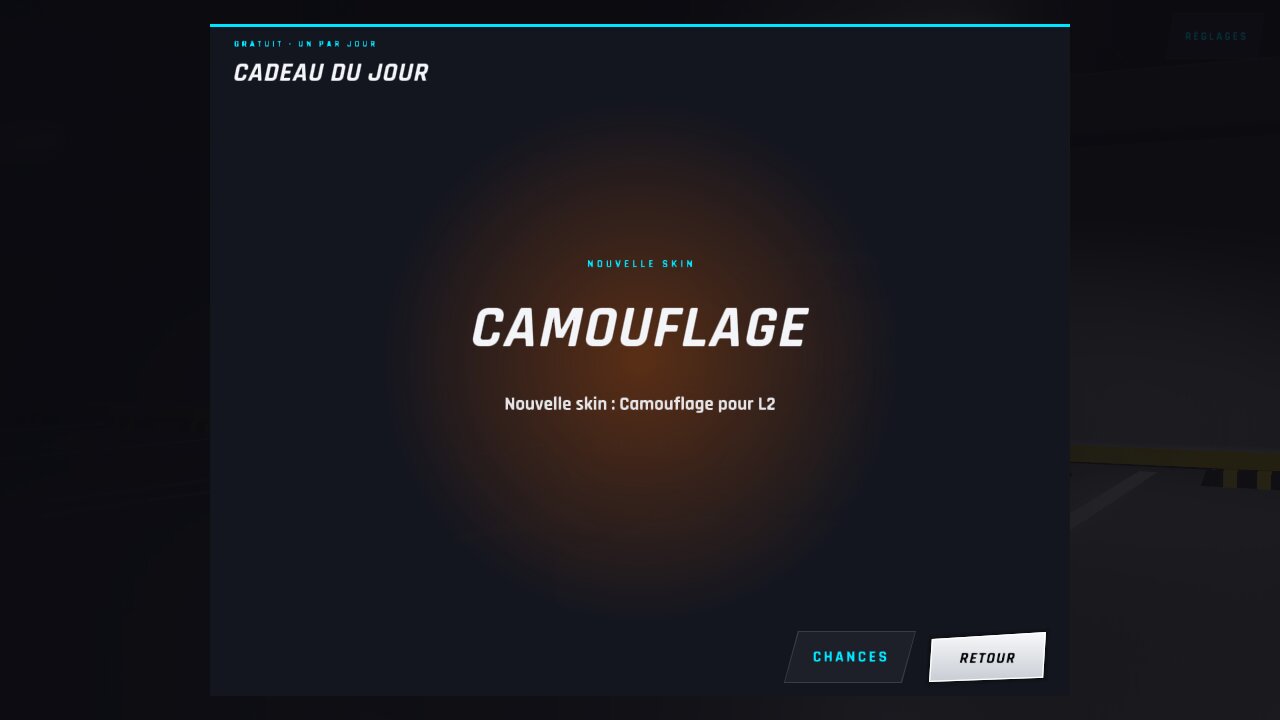 GRATUIT · UN PAR JOUR
CADEAU DU JOUR
RÉGLAGES
NOUVELLE SKIN
CAMOUFLAGE
Nouvelle skin : Camouflage pour L2
CHANCES
RETOUR